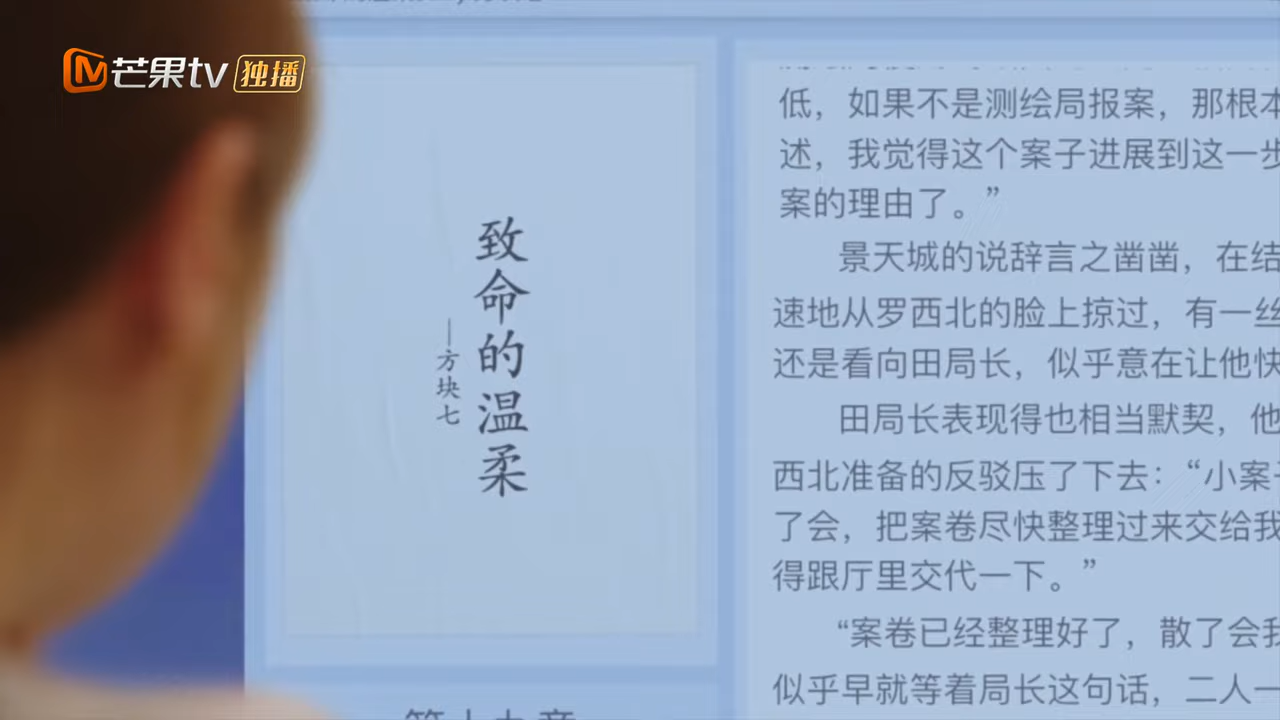 芒果tv 独播
致命的温柔
—方块七
低，如果不是测绘局报案，那根本
述，我觉得这个案子进展到这一步
案的理由了。”
景天城的说辞言之凿凿，在结
速地从罗西北的脸上掠过，有一丝
还是看向田局长，似乎意在让他快
田局长表现得也相当默契，他
西北准备的反驳压了下去：“小案子
了会，把案卷尽快整理过来交给我
得跟厅里交代一下。”
“案卷已经整理好了，散了会我
似乎早就等着局长这句话，二人一